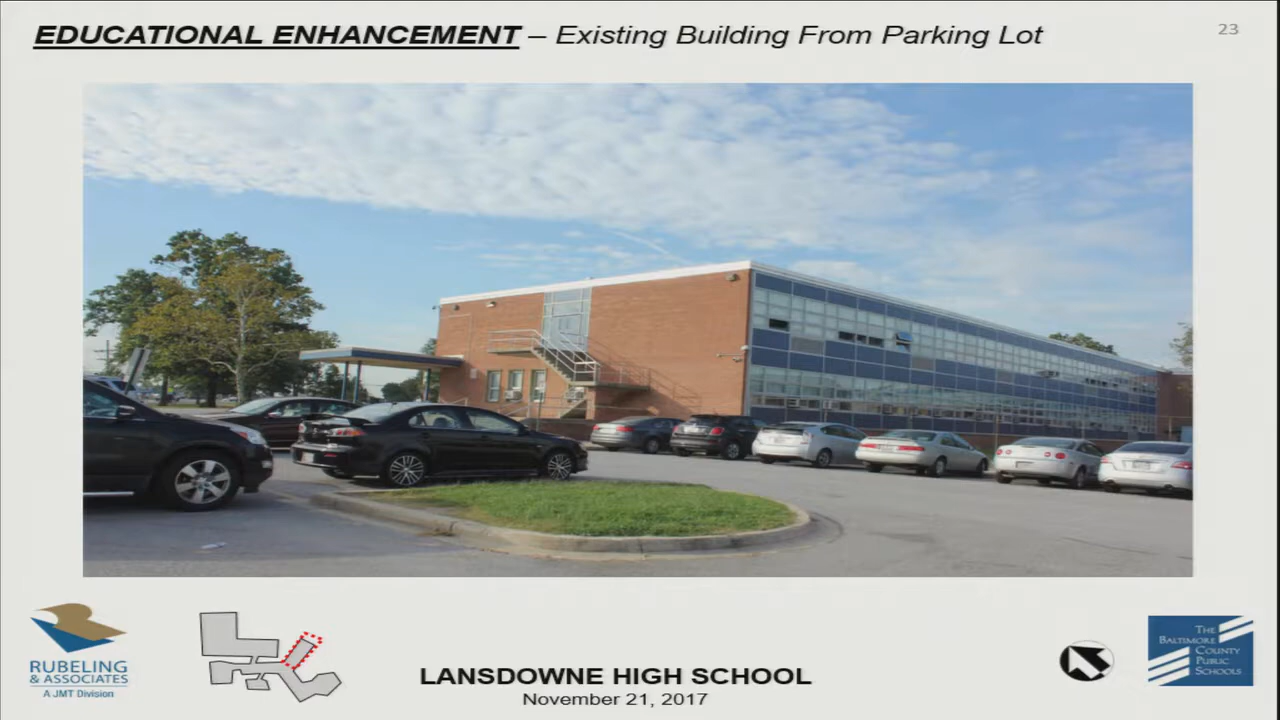 EDUCATIONAL ENHANCEMENT – Existing Building From Parking Lot
23
RUBELING
& ASSOCIATES
A JMT Division
LANSDOWNE HIGH SCHOOL
November 21, 2017
THE
BALTIMORE
COUNTY
PUBLIC
SCHOOLS